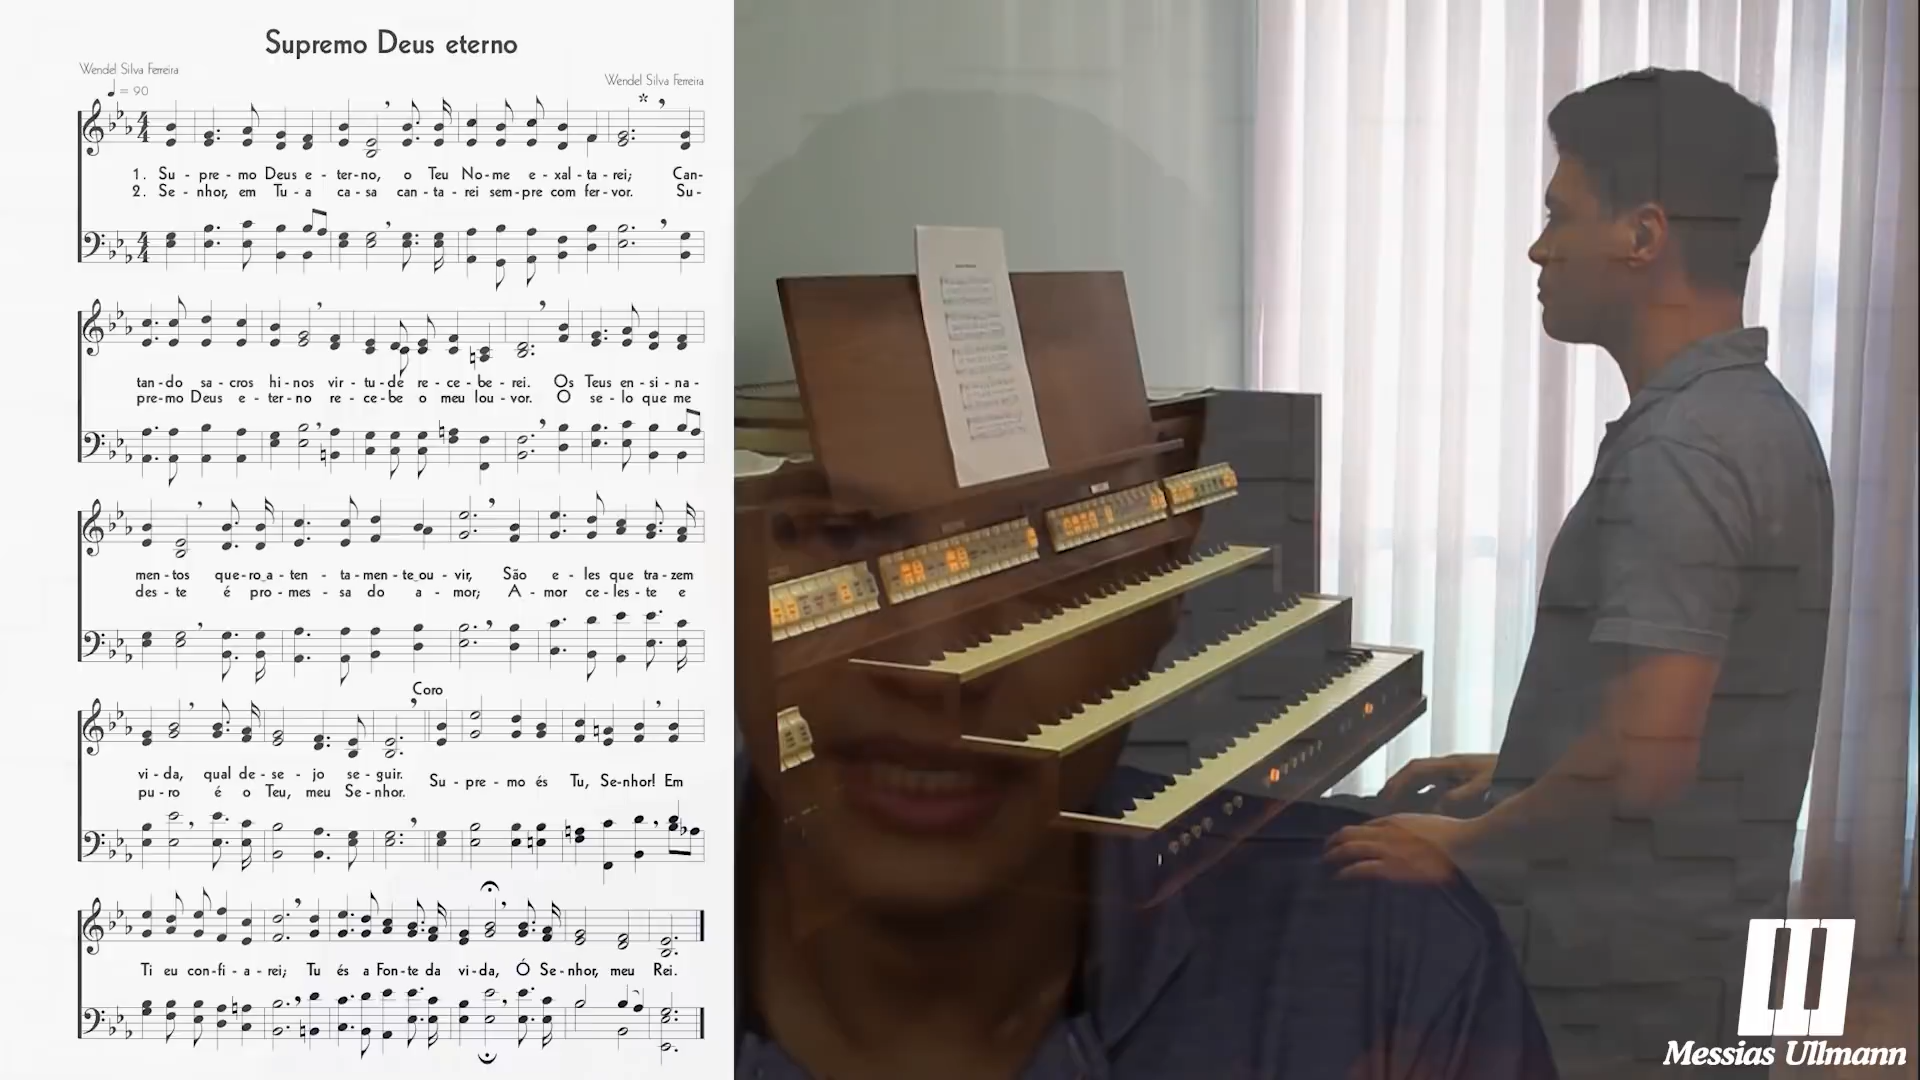 Supremo Deus eterno
Wendel Silva Ferreira
Wendel Silva Ferreira
= 90
*
1. Su - pre - mo Deus e - ter - no, o Teu No - me e - xal - ta - rei; Can-
2. Se - nhor, em Tu - a ca - sa can - ta - rei sem - pre com fer - vor. Su -
tan - do sa - cros hi - nos vir - tu - de re - ce - be - rei. Os Teus en - si - na -
pre - mo Deus e - ter - no re - ce - be o meu lou - vor. O se - lo que me
men - tos que - ro_a - ten - ta - men - te_ou - vir, São e - les que tra - zem
des - te é pro - mes - sa do a - mor; A - mor ce - les - te e
Coro
vi - da, qual de - se - jo se - guir. Su - pre - mo és Tu, Se - nhor! Em
pu - ro é o Teu, meu Se - nhor.
Ti eu con - fi - a - rei; Tu és a Fon - te da vi - da, Ó Se - nhor, meu Rei.
Messias Ullmann